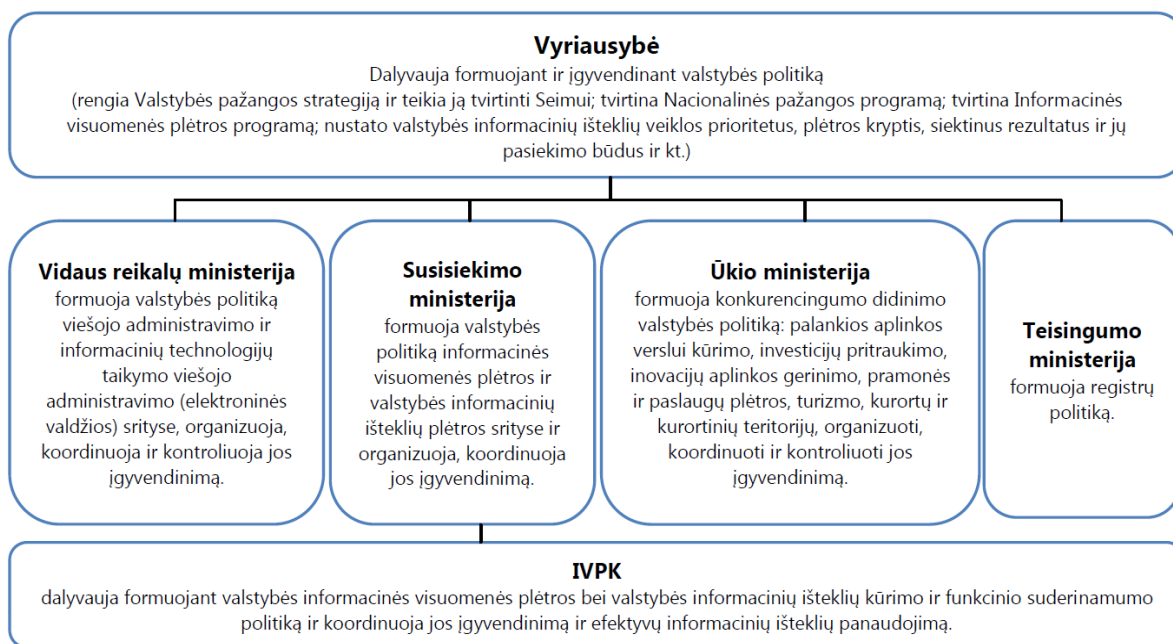 Vyriausybė
Dalyvauja formuojant ir įgyvendinant valstybės politiką
(rengia Valstybės pažangos strategiją ir teikia ją tvirtinti Seimui; tvirtina Nacionalinės pažangos programą; tvirtina Informacinės
visuomenės plėtros programą; nustato valstybės informacinių išteklių veiklos prioritetus, plėtros kryptis, siektinus rezultatus ir jų
pasiekimo būdus ir kt.)
Vidaus reikalų ministerija
formuoja valstybės politiką
viešojo administravimo ir
informacinių technologijų
taikymo viešojo
administravimo (elektroninės
valdžios) srityse, organizuoja,
koordinuoja ir kontroliuoja jos
įgyvendinimą.
Susisiekimo
ministerija
formuoja valstybės
politiką informacinės
visuomenės plėtros ir
valstybės informacinių
išteklių plėtros srityse ir
organizuoja, koordinuoja
jos įgyvendinimą.
Ūkio ministerija
formuoja konkurencingumo didinimo
valstybės politiką: palankios aplinkos
verslui kūrimo, investicijų pritraukimo,
inovacijų aplinkos gerinimo, pramonės
ir paslaugų plėtros, turizmo, kurortų ir
kurortinių teritorijų, organizuoti,
koordinuoti ir kontroliuoti jos
įgyvendinimą.
Teisingumo
ministerija
formuoja registrų
politiką.
IVPK
dalyvauja formuojant valstybės informacinės visuomenės plėtros bei valstybės informacinių išteklių kūrimo ir funkcinio suderinamumo
politiką ir koordinuoja jos įgyvendinimą ir efektyvų informacinių išteklių panaudojimą.